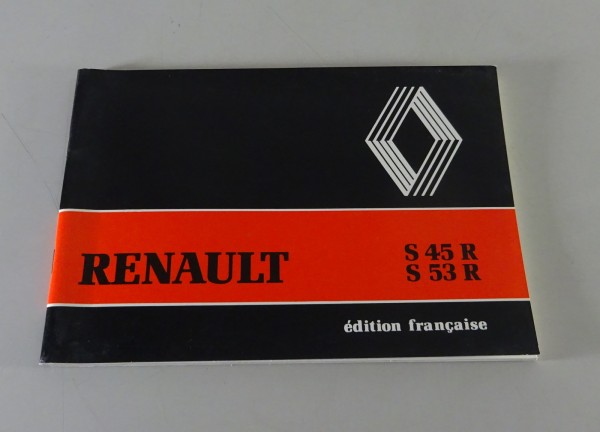 RENAULT
S 45 R
S 53 R
édition française